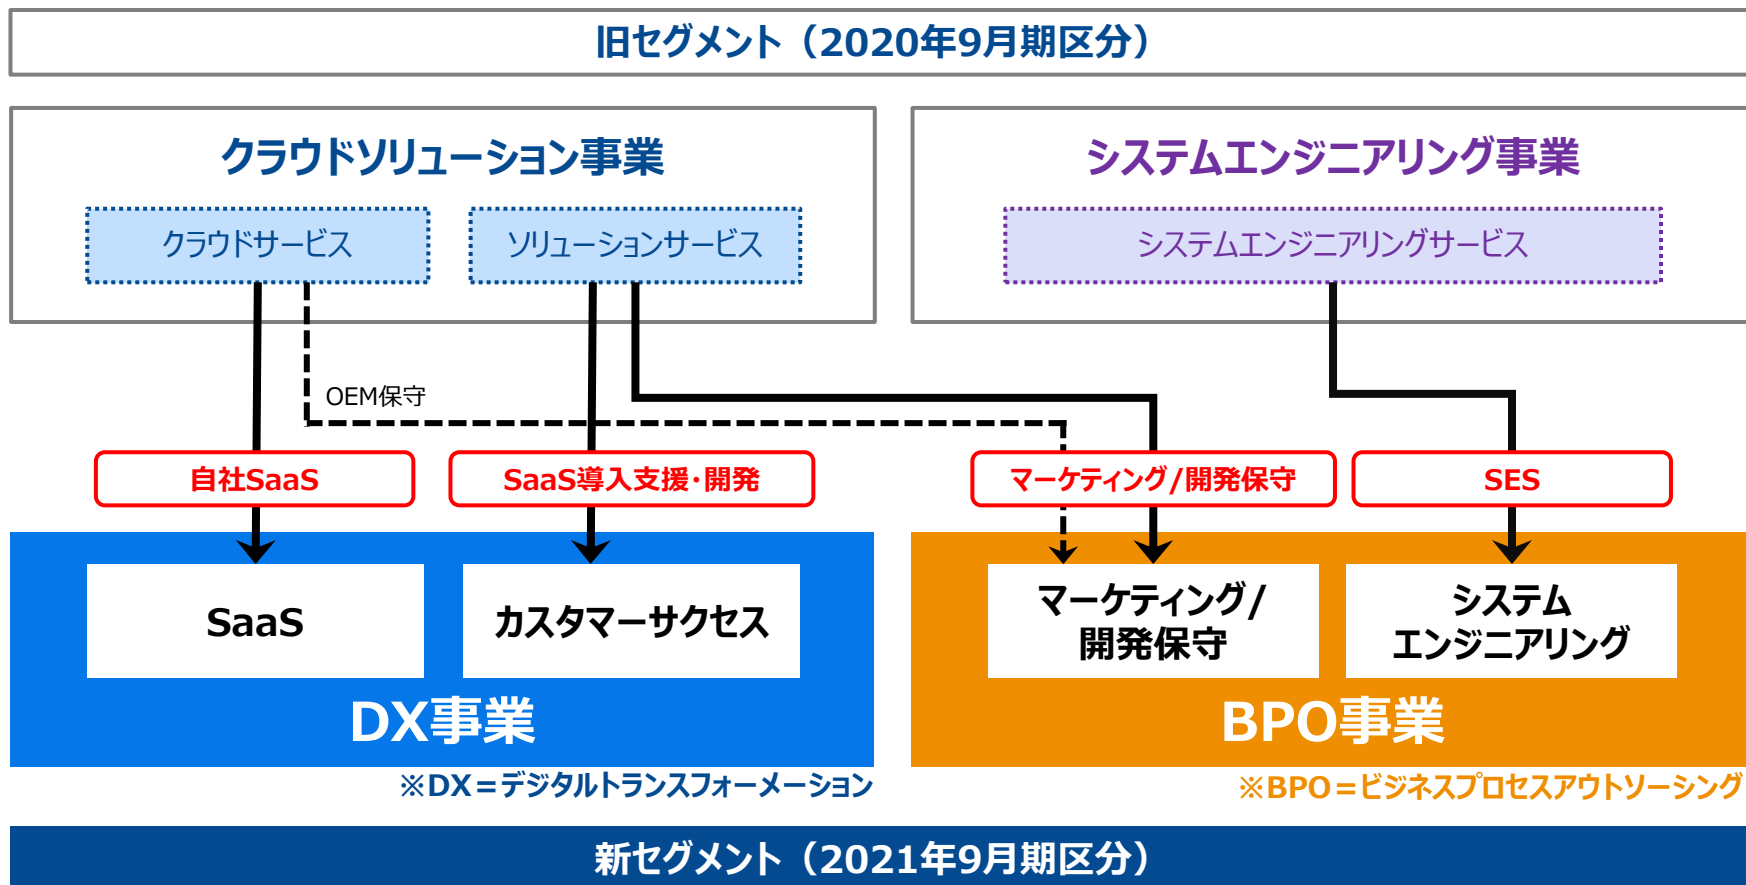 旧セグメント（2020年9月期区分）
クラウドソリューション事業
システムエンジニアリング事業
クラウドサービス
ソリューションサービス
システムエンジニアリングサービス
OEM保守
自社SaaS
SaaS導入支援・開発
マーケティング/開発保守
SES
SaaS
カスタマーサクセス
マーケティング/
開発保守
システム
エンジニアリング
DX事業
BPO事業
※DX＝デジタルトランスフォーメーション
※BPO＝ビジネスプロセスアウトソーシング
新セグメント（2021年9月期区分）